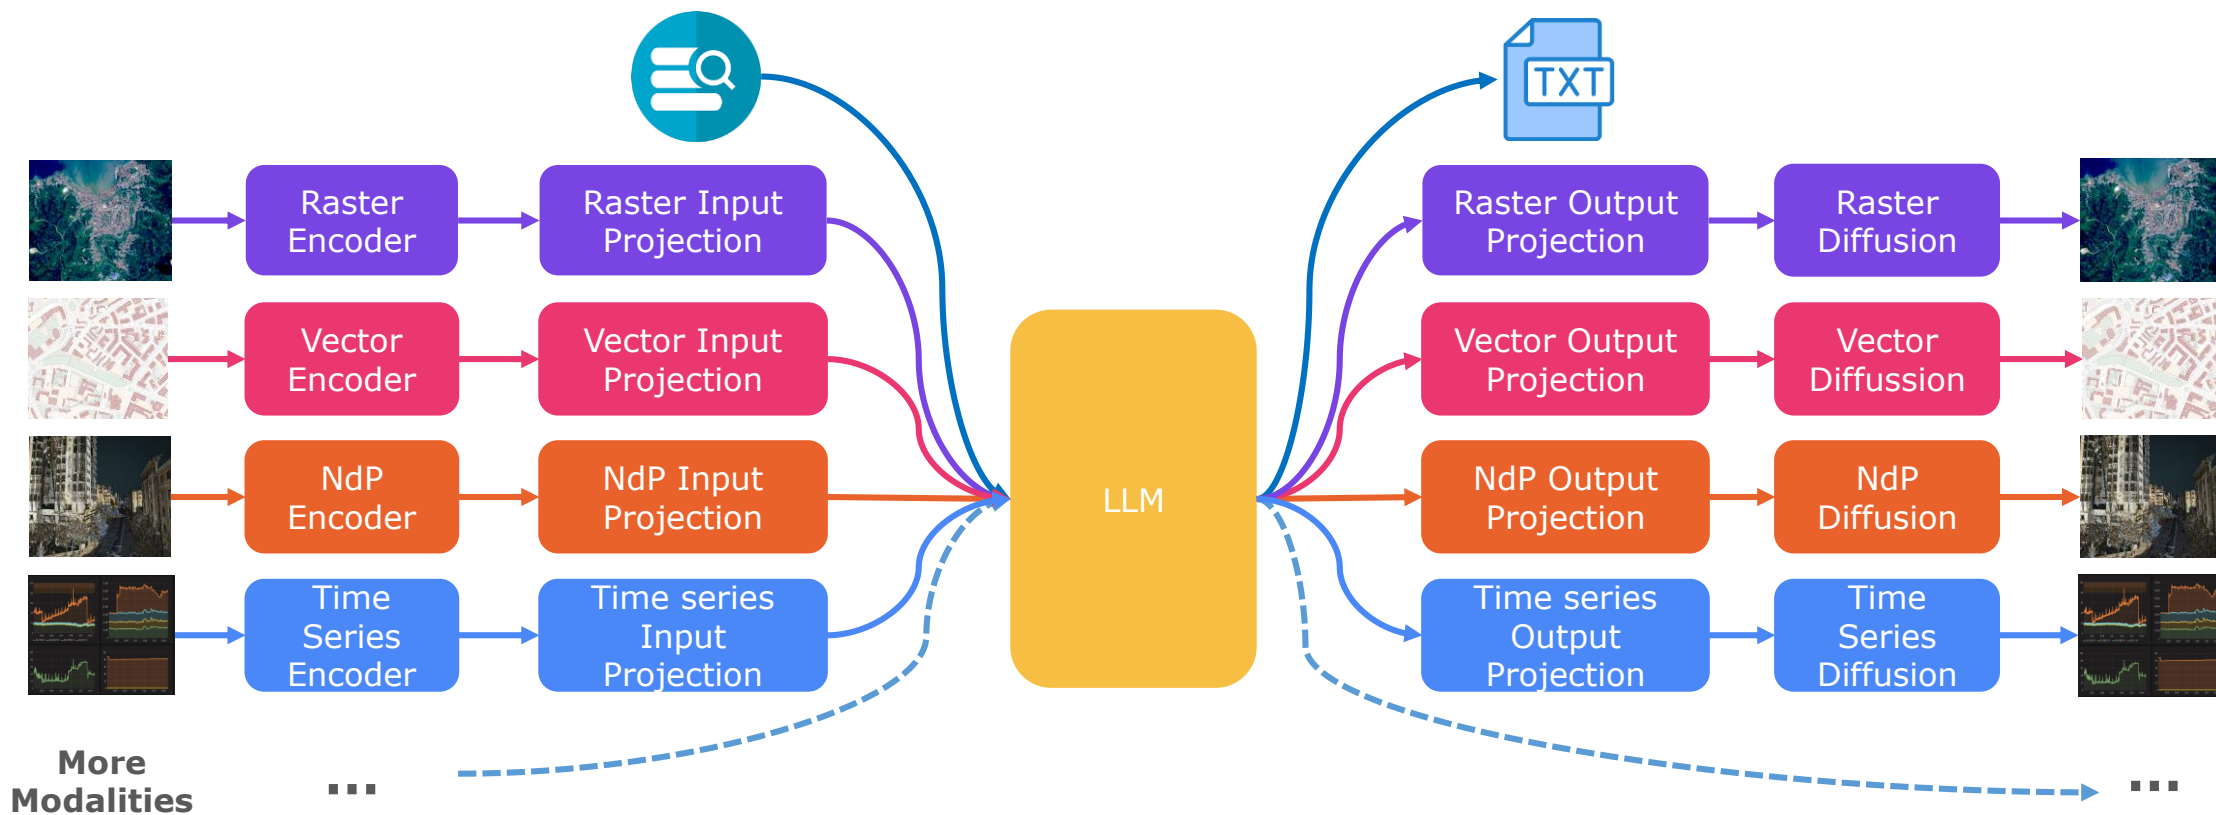 TXT
Raster
Encoder
Raster Input
Projection
Raster Output
Projection
Raster
Diffusion
Vector
Encoder
Vector Input
Projection
Vector Output
Projection
Vector
Diffussion
NdP
Encoder
NdP Input
Projection
LLM
NdP Output
Projection
NdP
Diffusion
Time
Series
Encoder
Time series
Input
Projection
Time series
Output
Projection
Time
Series
Diffusion
More
Modalities
...
...